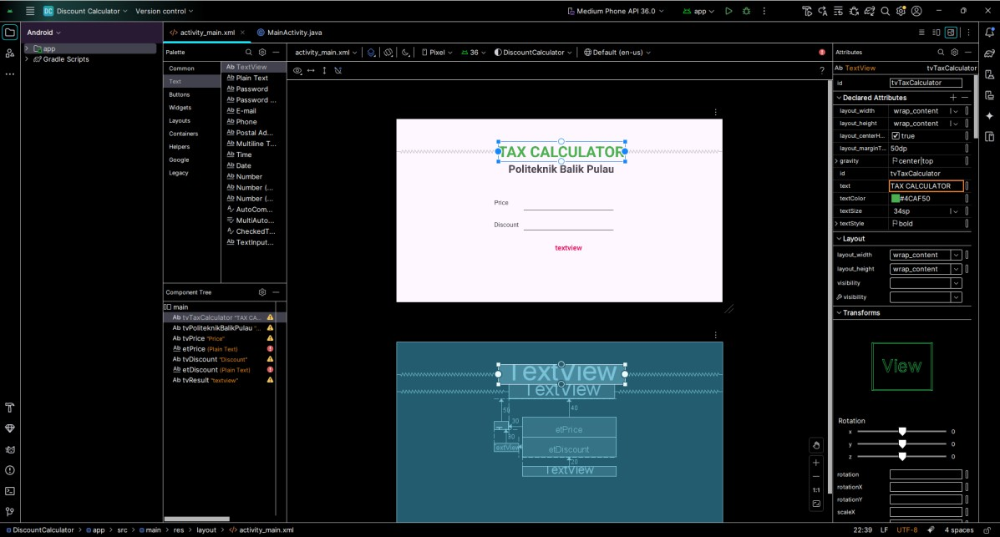 DC Discount Calculator Version control Medium Phone API 36.0 app
Android
app
Gradle Scripts
activity_main.xml MainActivity.java
Palette
Common
Text
Buttons
Widgets
Layouts
Containers
Helpers
Google
Legacy
Ab TextView
Ab Plain Text
Ab Password
Ab Password ...
Ab E-mail
Ab Phone
Ab Postal Ad...
Ab Multiline T...
Ab Time
Ab Date
Ab Number
Ab Number (...
Ab Number (...
AutoCom...
MultiAuto...
CheckedT...
Ab TextInput...
Component Tree
main
Ab tvTaxCalculator "TAX CA...
Ab tvPoliteknikBalikPulau "...
Ab tvPrice "Price"
Ab etPrice (Plain Text)
Ab tvDiscount "Discount"
Ab etDiscount (Plain Text)
Ab tvResult "textview"
activity_main.xml Pixel 36 DiscountCalculator Default (en-us)
?
TAX CALCULATOR
Politeknik Balik Pulau
Price
Discount
textview
TextView
TextView
50
40
30
etPrice
80
extView
etDiscount
20
TextView
1:1
Attributes
Ab TextView tvTaxCalculator
id tvTaxCalculator
Declared Attributes
layout_width wrap_content
layout_height wrap_content
layout_centerH... true
layout_marginT... 50dp
gravity center|top
id tvTaxCalculator
text TAX CALCULATOR
textColor #4CAF50
textSize 34sp
textStyle bold
Layout
layout_width wrap_content
layout_height wrap_content
visibility
visibility
Transforms
View
Rotation
x 0
y 0
z 0
rotation
rotationX
rotationY
scaleX
DiscountCalculator > app > src > main > res > layout > activity_main.xml 22:39 LF UTF-8 4 spaces